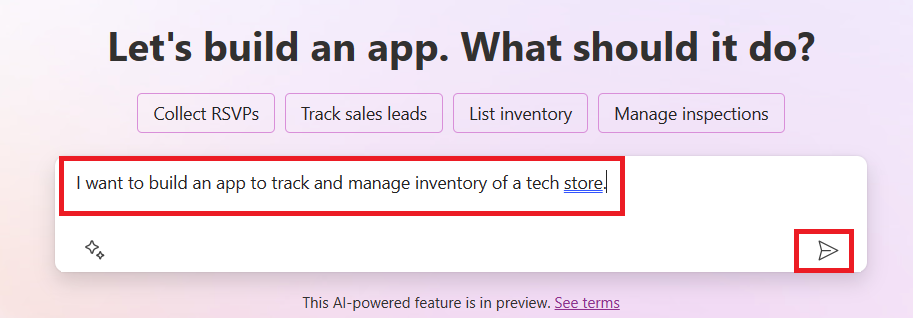 Let's build an app. What should it do?
Collect RSVPs Track sales leads List inventory Manage inspections
I want to build an app to track and manage inventory of a tech store.
This AI-powered feature is in preview. See terms